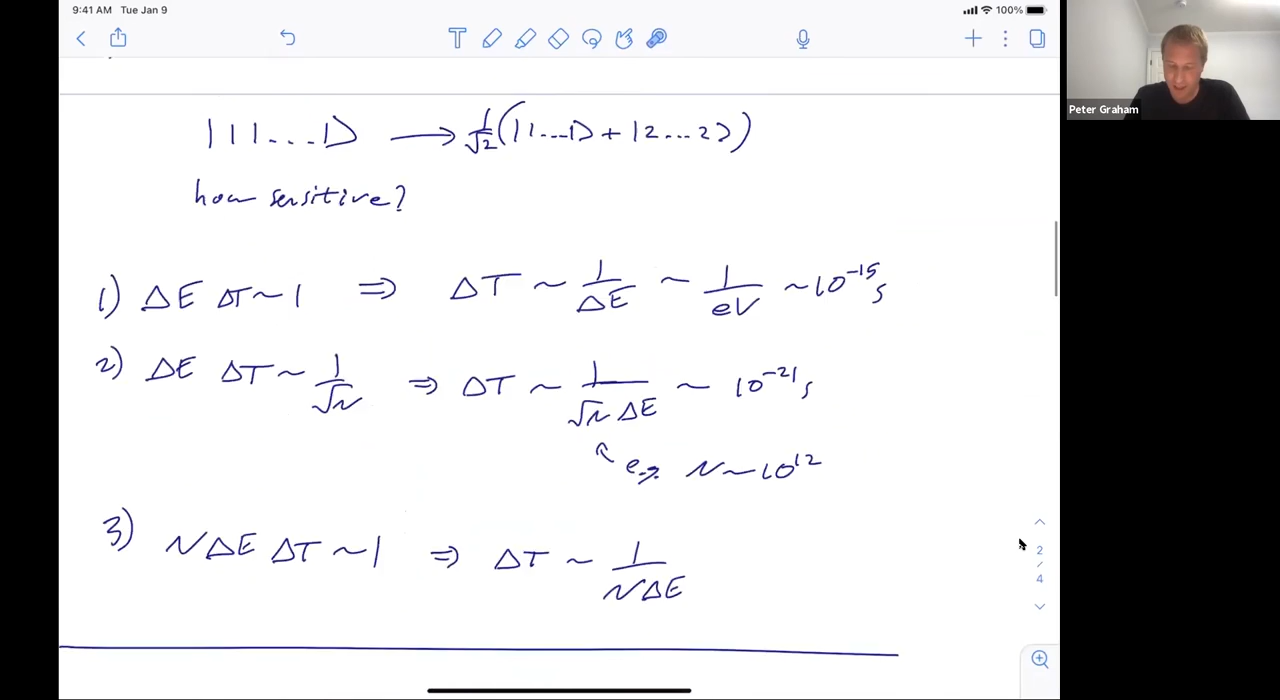 9:41 AM Tue Jan 9
100%
Peter Graham
|11...1⟩ → 1/√2 (|1...1⟩ + |2...2⟩)
how sensitive?
1) ΔE ΔT ~ 1 ⇒ ΔT ~ 1/ΔE ~ 1/eV ~ 10^-15 s
2) ΔE ΔT ~ 1/√N ⇒ ΔT ~ 1/(√N ΔE) ~ 10^-21 s
e.g. N ~ 10^12
3) NΔE ΔT ~ 1 ⇒ ΔT ~ 1/(NΔE)
2
/
4